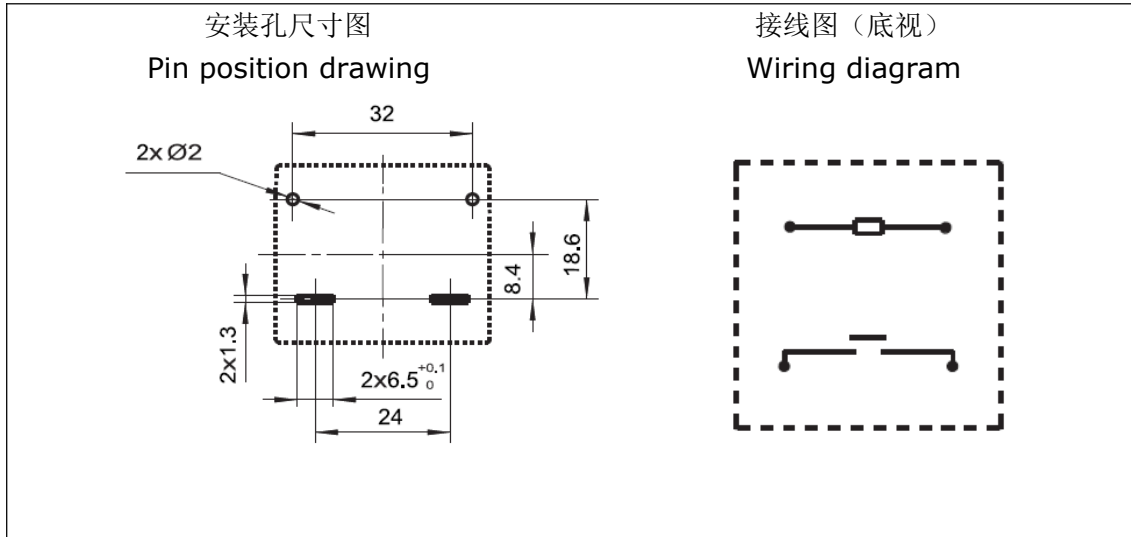 安装孔尺寸图
Pin position drawing
32
2x Ø2
18.6
8.4
2x1.3
2x6.5 +0.1 0
24
接线图（底视）
Wiring diagram